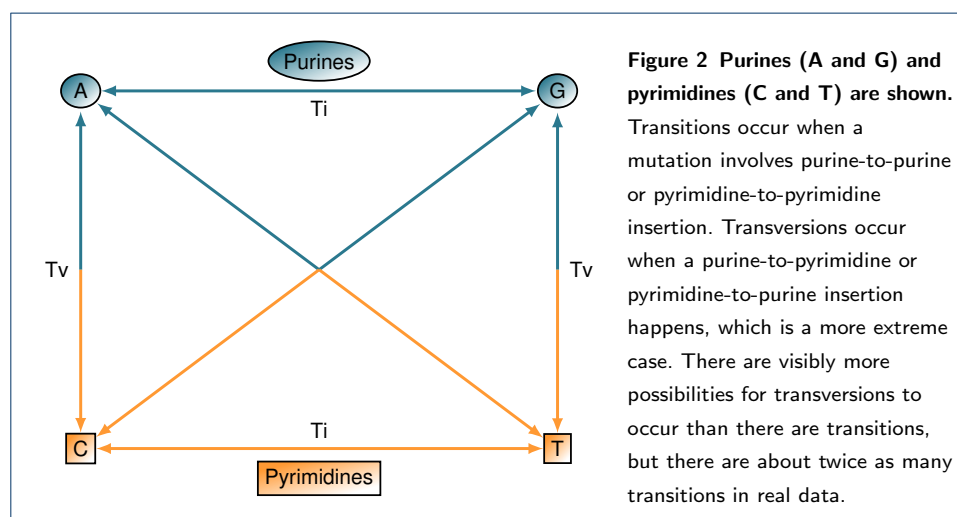 Purines
A
G
Ti
Tv
Tv
C
T
Ti
Pyrimidines
Figure 2 Purines (A and G) and
pyrimidines (C and T) are shown.
Transitions occur when a
mutation involves purine-to-purine
or pyrimidine-to-pyrimidine
insertion. Transversions occur
when a purine-to-pyrimidine or
pyrimidine-to-purine insertion
happens, which is a more extreme
case. There are visibly more
possibilities for transversions to
occur than there are transitions,
but there are about twice as many
transitions in real data.